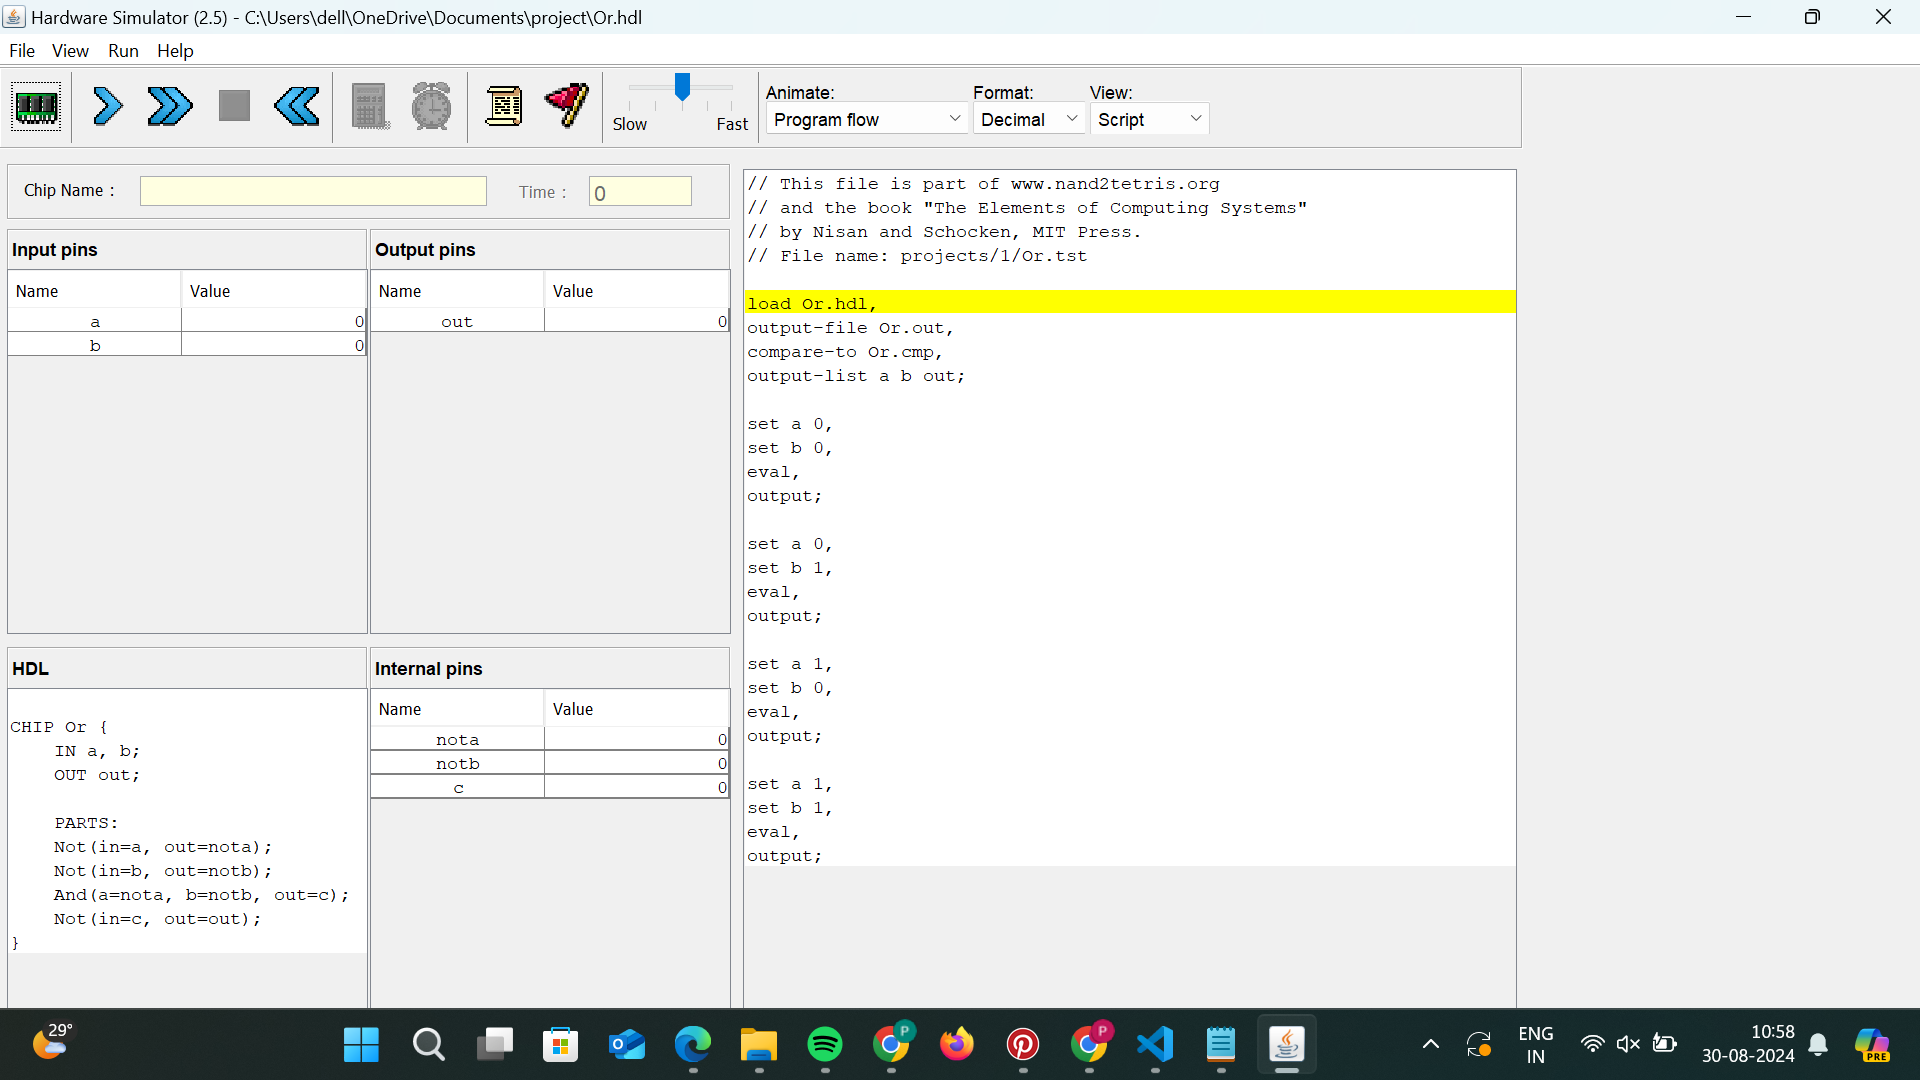 Hardware Simulator (2.5) - C:\Users\dell\OneDrive\Documents\project\Or.hdl
File View Run Help
Slow Fast
Animate: Format: View:
Program flow Decimal Script
Chip Name : Time : 0
Input pins
Name Value
a 0
b 0
Output pins
Name Value
out 0
HDL
CHIP Or {
IN a, b;
OUT out;
PARTS:
Not(in=a, out=nota);
Not(in=b, out=notb);
And(a=nota, b=notb, out=c);
Not(in=c, out=out);
}
Internal pins
Name Value
nota 0
notb 0
c 0
// This file is part of www.nand2tetris.org
// and the book "The Elements of Computing Systems"
// by Nisan and Schocken, MIT Press.
// File name: projects/1/Or.tst
load Or.hdl,
output-file Or.out,
compare-to Or.cmp,
output-list a b out;
set a 0,
set b 0,
eval,
output;
set a 0,
set b 1,
eval,
output;
set a 1,
set b 0,
eval,
output;
set a 1,
set b 1,
eval,
output;
29°
P
P
ENG
IN
10:58
30-08-2024
PRE